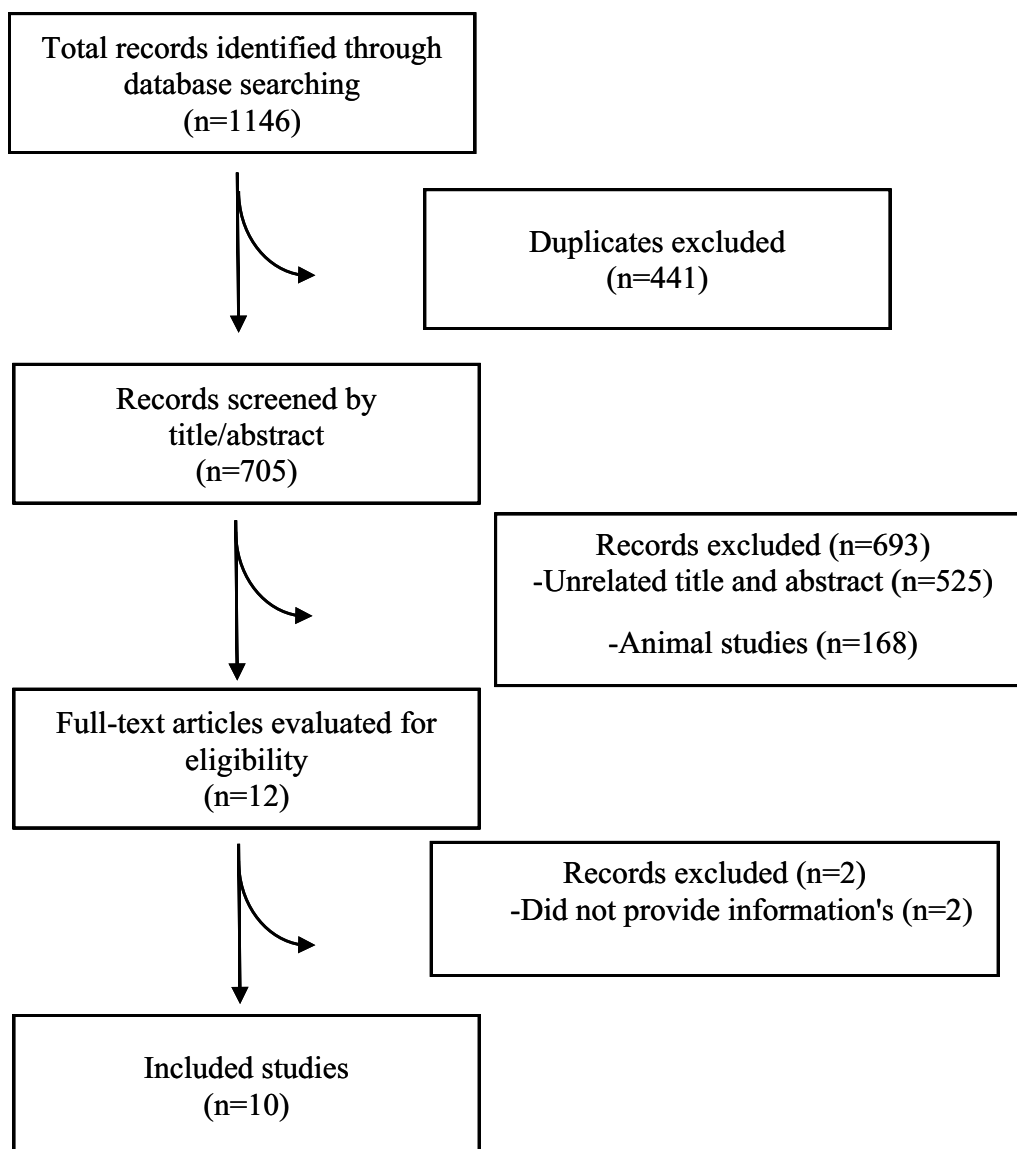 Total records identified through
database searching
(n=1146)
Duplicates excluded
(n=441)
Records screened by
title/abstract
(n=705)
Records excluded (n=693)
-Unrelated title and abstract (n=525)
-Animal studies (n=168)
Full-text articles evaluated for
eligibility
(n=12)
Records excluded (n=2)
-Did not provide information's (n=2)
Included studies
(n=10)